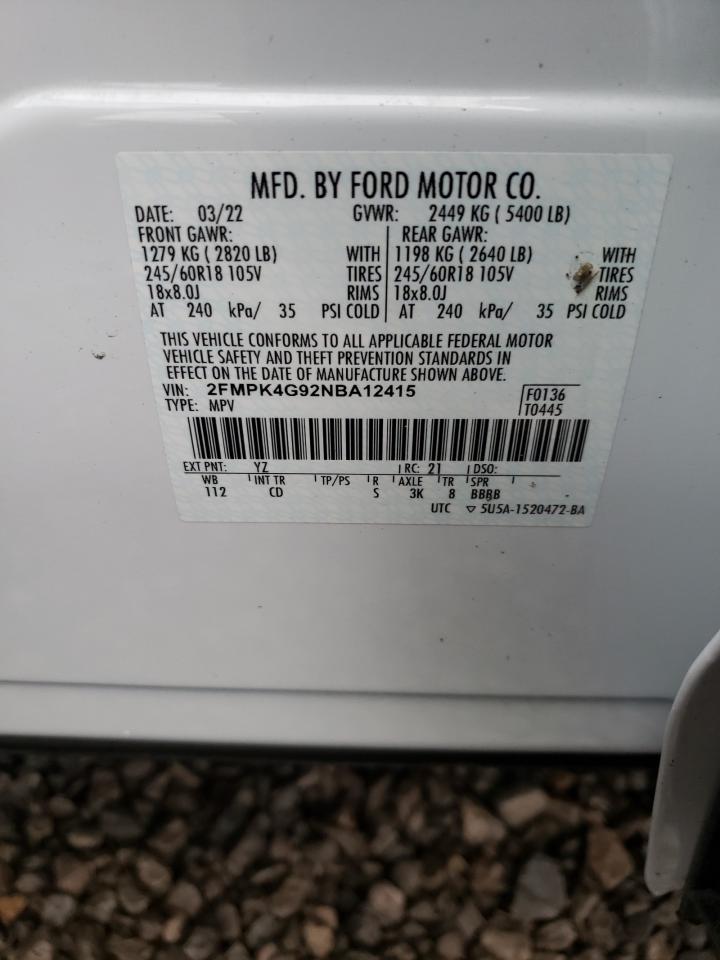 MFD. BY FORD MOTOR CO.
DATE: 03/22 GVWR: 2449 KG ( 5400 LB)
FRONT GAWR: REAR GAWR:
1279 KG ( 2820 LB) WITH 1198 KG ( 2640 LB) WITH
245/60R18 105V TIRES 245/60R18 105V TIRES
18x8.0J RIMS 18x8.0J RIMS
AT 240 kPa/ 35 PSI COLD AT 240 kPa/ 35 PSI COLD
THIS VEHICLE CONFORMS TO ALL APPLICABLE FEDERAL MOTOR
VEHICLE SAFETY AND THEFT PREVENTION STANDARDS IN
EFFECT ON THE DATE OF MANUFACTURE SHOWN ABOVE.
VIN: 2FMPK4G92NBA12415 F0136
TYPE: MPV T0445
EXT PNT: YZ RC: 21 DSO:
WB INT TR TP/PS R AXLE TR SPR
112 CD S 3K 8 BBBB
UTC ▽ 5U5A-1520472-BA